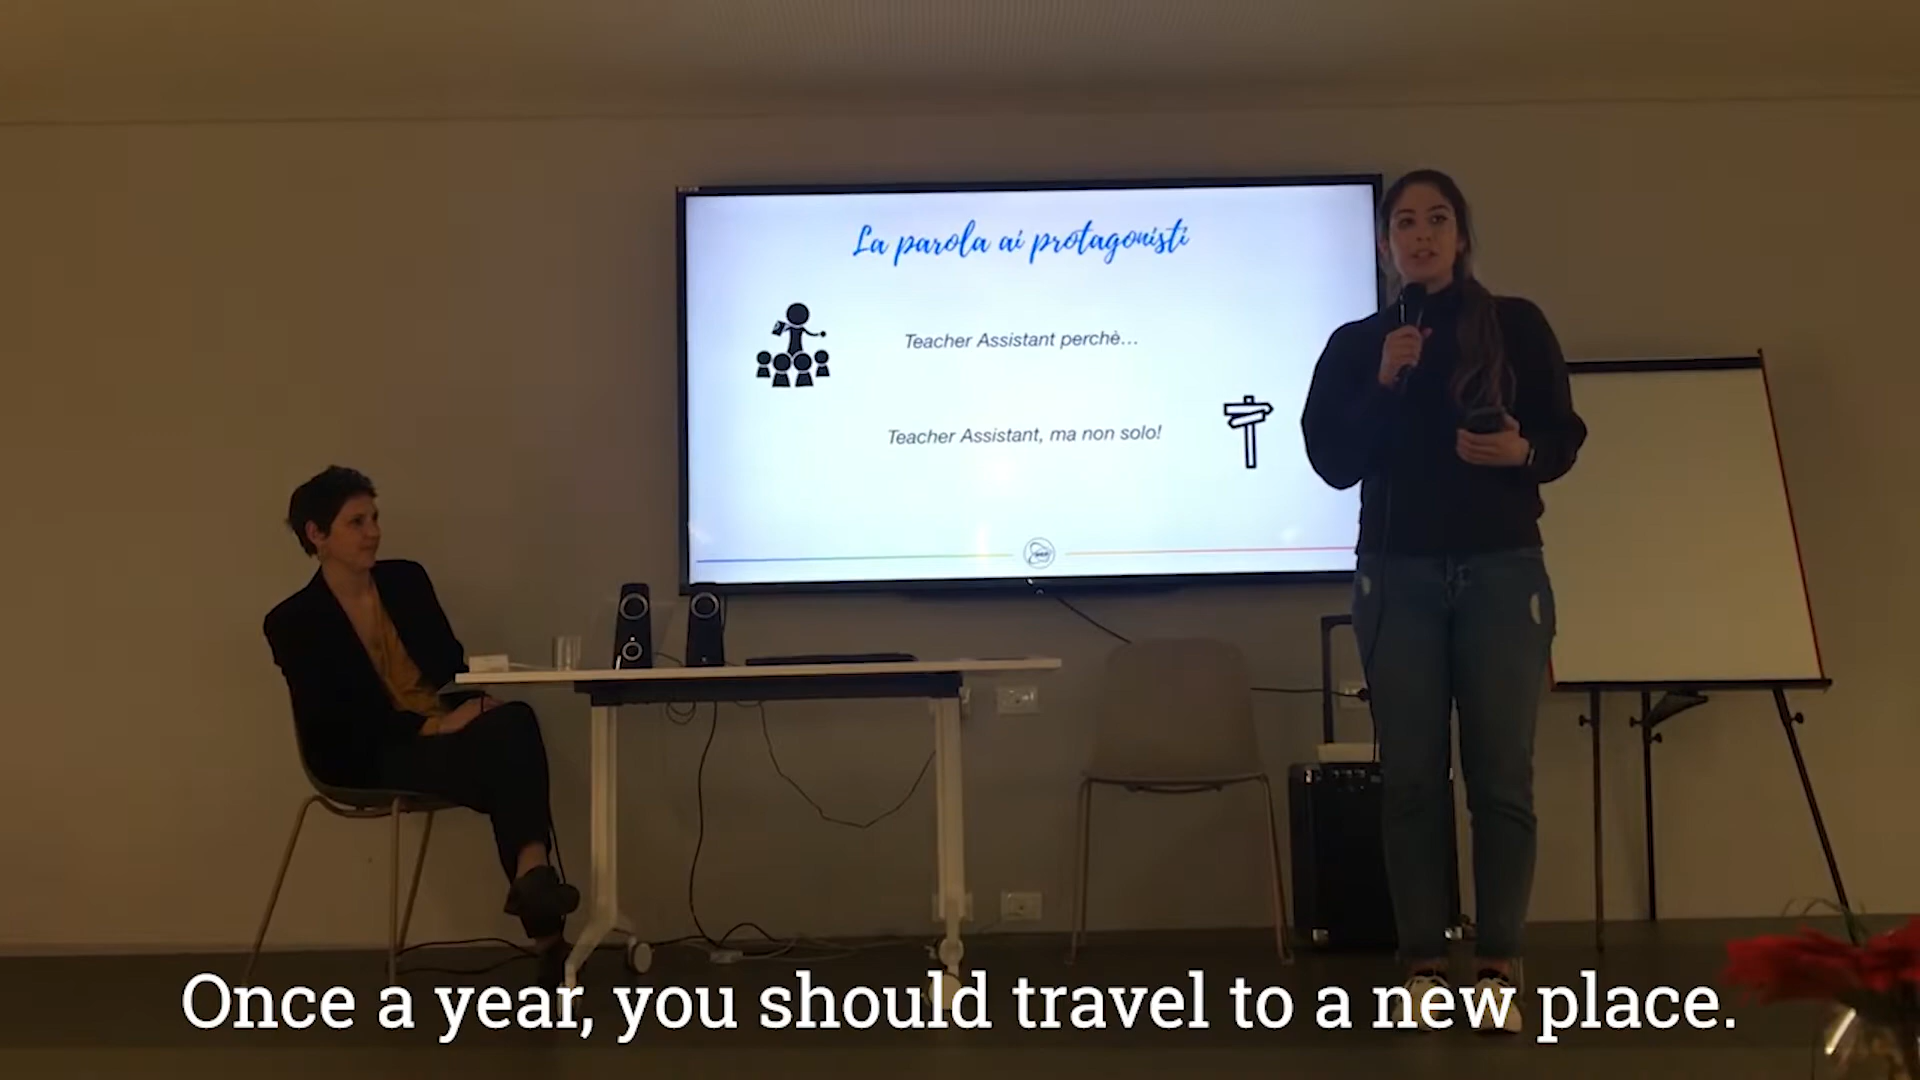 La parola ai protagonisti
Teacher Assistant perchè...
Teacher Assistant, ma non solo!
Once a year, you should travel to a new place.